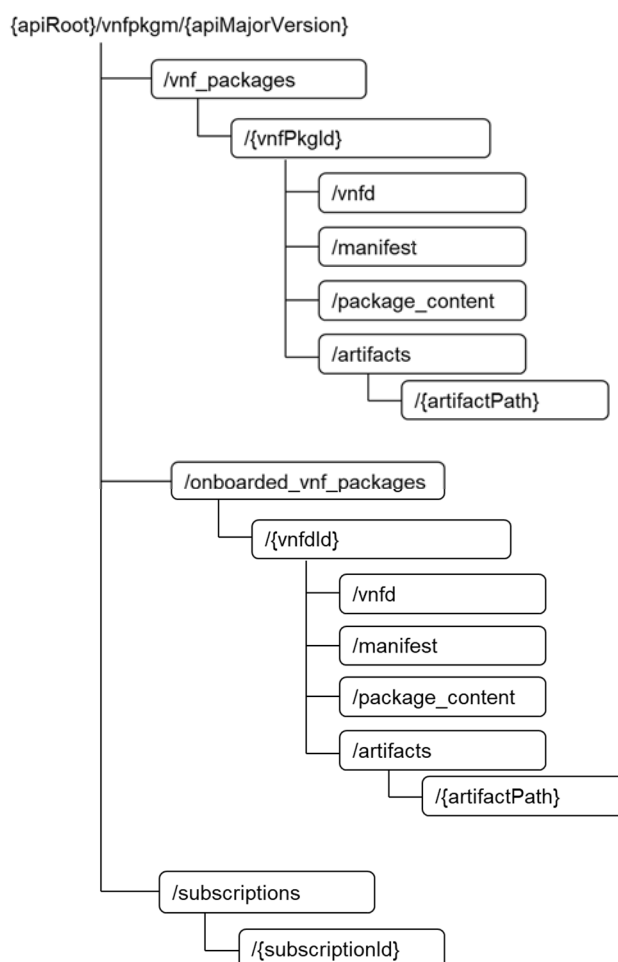 {apiRoot}/vnfpkgm/{apiMajorVersion}
/vnf_packages
/{vnfPkgId}
/vnfd
/manifest
/package_content
/artifacts
/{artifactPath}
/onboarded_vnf_packages
/{vnfdId}
/vnfd
/manifest
/package_content
/artifacts
/{artifactPath}
/subscriptions
/{subscriptionId}